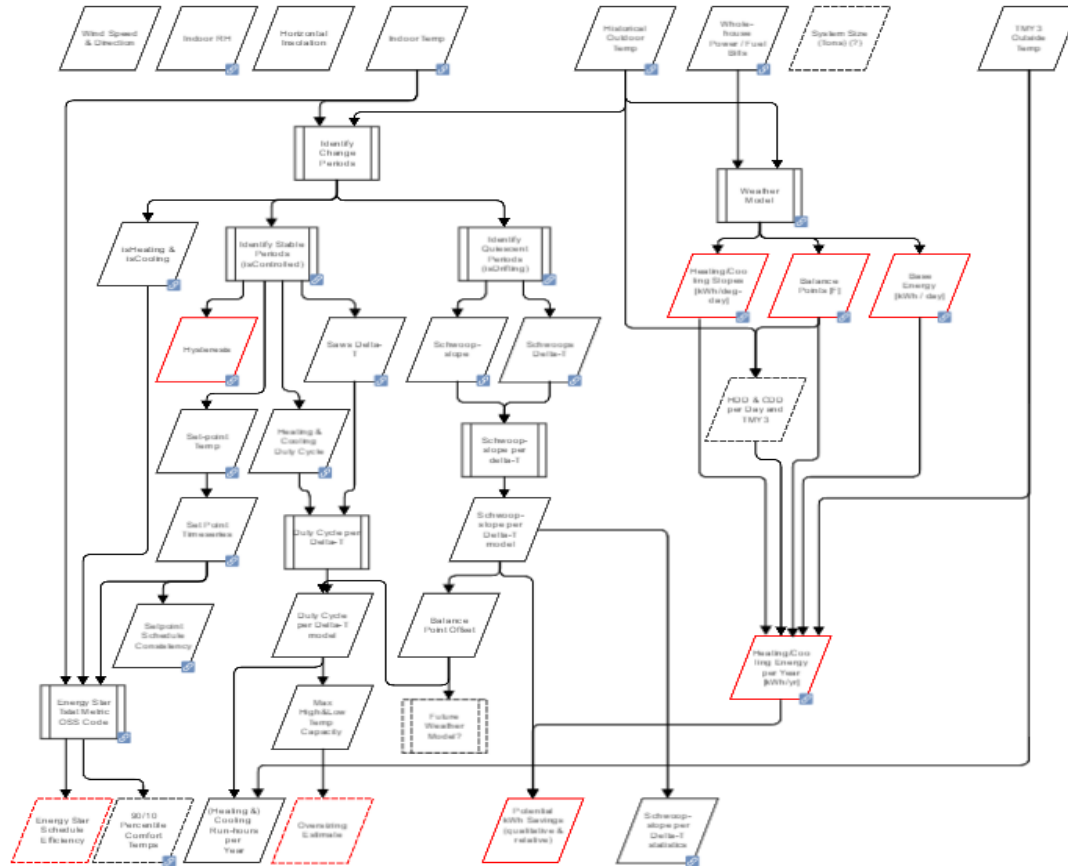 Wind Speed
& Direction
Indoor RH
Horizontal
Insolation
Indoor Temp
Historical
Outdoor
Temp
Whole-
house
Power / Fuel
Bills
System Size
(Tons) (?)
TMY3
Outside
Temp
Identify
Change
Periods
Weather
Model
isHeating &
isCooling
Identify Stable
Periods
(isControlled)
Identify
Quiescent
Periods
(isDrifting)
Heating/Coo
ling Slopes
[kWh/deg-
day]
Balance
Points [F]
Base
Energy
[kWh / day]
Hysteresis
Saws Delta-
T
Schwoop-
slope
Schwoops
Delta-T
HDD & CDD
per Day and
TMY3
Set-point
Temp
Heating &
Cooling
Duty Cycle
Schwoop-
slope per
delta-T
Set Point
Timeseries
Duty Cycle per
Delta-T
Schwoop-
slope per
Delta-T
model
Setpoint
Schedule
Consistency
Duty Cycle
per Delta-T
model
Balance
Point Offset
Heating/Coo
ling Energy
per Year
[kWh/yr]
Energy Star
Total Metric
OSS Code
Max
High&Low
Temp
Capacity
Future
Weather
Model?
Energy Star
Schedule
Efficiency
90/10
Percentile
Comfort
Temps
(Heating &)
Cooling
Run-hours
per
Year
Oversizing
Estimate
Potential
kWh Savings
(qualitative &
relative)
Schwoop-
slope per
Delta-T
statistics